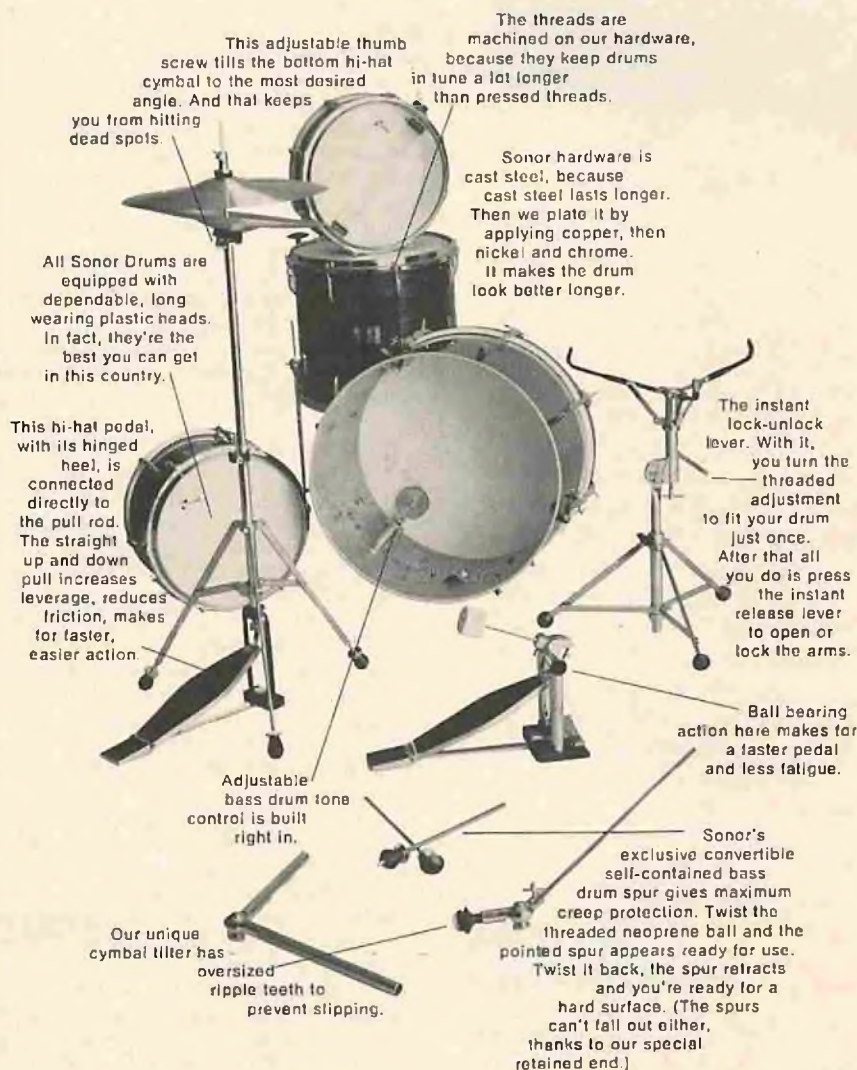 This adjustable thumb
screw tilts the bottom hi-hat
cymbal to the most desired
angle. And that keeps
you from hitting
dead spots.
The threads are
machined on our hardware,
because they keep drums
in tune a lot longer
than pressed threads.
Sonor hardware is
cast steel, because
cast steel lasts longer.
Then we plate it by
applying copper, then
nickel and chrome.
It makes the drum
look better longer.
All Sonor Drums are
equipped with
dependable, long
wearing plastic heads.
In fact, they're the
best you can get
in this country.
This hi-hat pedal,
with its hinged
heel, is
connected
directly to
the pull rod.
The straight
up and down
pull increases
leverage, reduces
friction, makes
for faster,
easier action.
The instant
lock-unlock
lever. With it,
you turn the
threaded
adjustment
to fit your drum
just once.
After that all
you do is press
the instant
release lever
to open or
lock the arms.
Ball bearing
action here makes for
a faster pedal
and less fatigue.
Adjustable
bass drum tone
control is built
right in.
Sonor's
exclusive convertible
self-contained bass
drum spur gives maximum
creep protection. Twist the
threaded neoprene ball and the
pointed spur appears ready for use.
Twist it back, the spur retracts
and you're ready for a
hard surface. (The spurs
can't fall out either,
thanks to our special
retained end.)
Our unique
cymbal tilter has
oversized
ripple teeth to
prevent slipping.